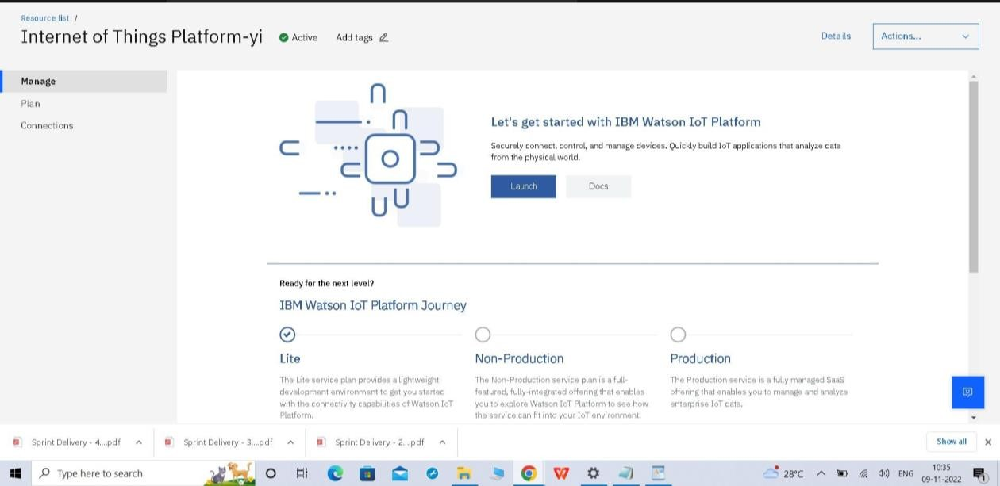 Resource list /
Internet of Things Platform-yi
Active
Add tags
Details
Actions...
Manage
Plan
Connections
Let's get started with IBM Watson IoT Platform
Securely connect, control, and manage devices. Quickly build IoT applications that analyze data
from the physical world.
Launch
Docs
Ready for the next level?
IBM Watson IoT Platform Journey
Lite
The Lite service plan provides a lightweight
development environment to get you started
with the connectivity capabilities of Watson IoT
Platform.
Non-Production
The Non-Production service plan is a full-
featured, fully-integrated offering that enables
you to explore Watson IoT Platform to see how
the service can fit into your IoT environment.
Production
The Production service is a fully managed SaaS
offering that enables you to manage and analyze
enterprise IoT data.
Sprint Delivery - 4....pdf
Sprint Delivery - 3....pdf
Sprint Delivery - 2....pdf
Show all
Type here to search
28°C
ENG
10:35
09-11-2022